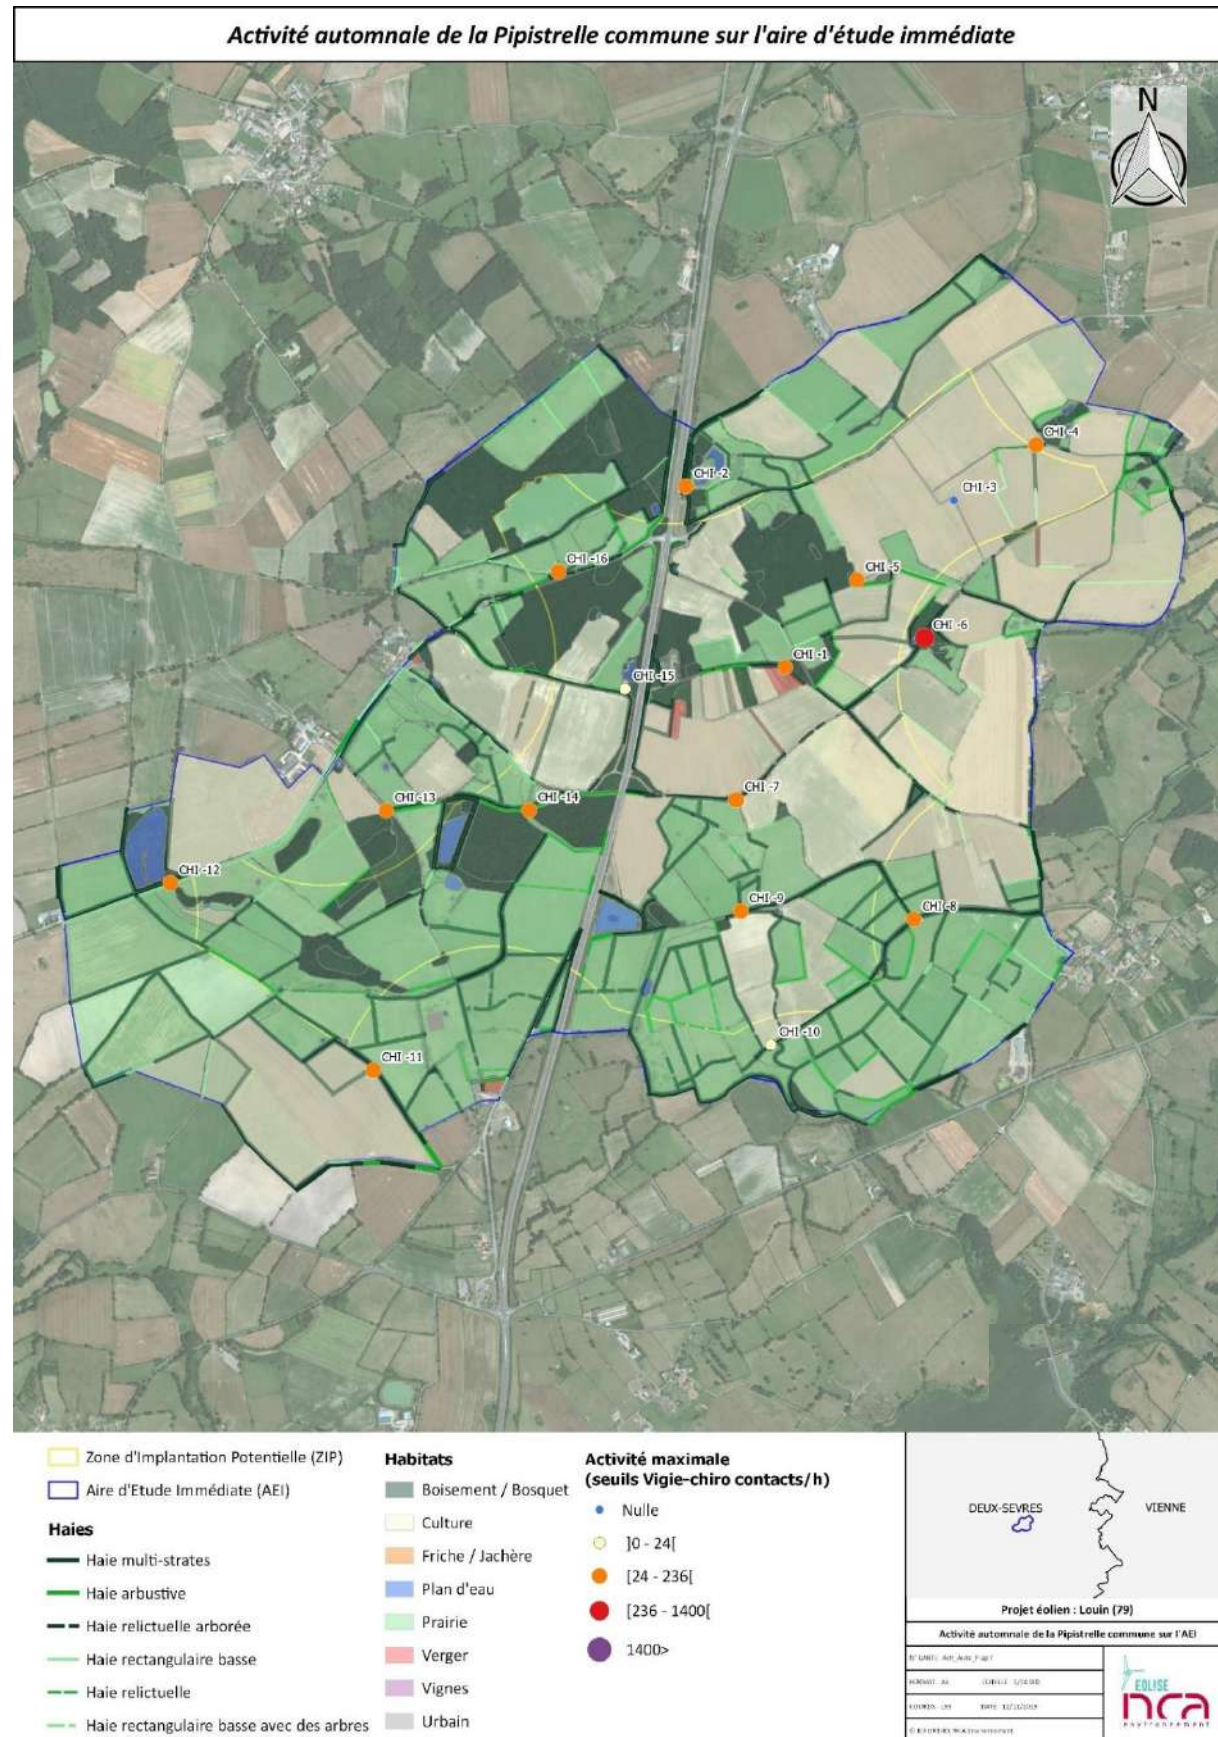 Activité automnale de la Pipistrelle commune sur l'aire d'étude immédiate
N
CHI -4
CHI -2
CHI -3
CHI -16
CHI -5
CHI -6
CHI -1
CHI -15
CHI -13
CHI -14
CHI -7
CHI -12
CHI -9
CHI -8
CHI -10
CHI -11
Zone d'Implantation Potentielle (ZIP)
Aire d'Etude Immédiate (AEI)
Haies
Haie multi-strates
Haie arbustive
Haie relictuelle arborée
Haie rectangulaire basse
Haie relictuelle
Haie rectangulaire basse avec des arbres
Habitats
Boisement / Bosquet
Culture
Friche / Jachère
Plan d'eau
Prairie
Verger
Vignes
Urbain
Activité maximale
(seuils Vigie-chiro contacts/h)
Nulle
]0 - 24[
[24 - 236[
[236 - 1400[
1400>
DEUX-SEVRES
VIENNE
Projet éolien : Louin (79)
Activité automnale de la Pipistrelle commune sur l'AEI
EOLISE
nca
environnement